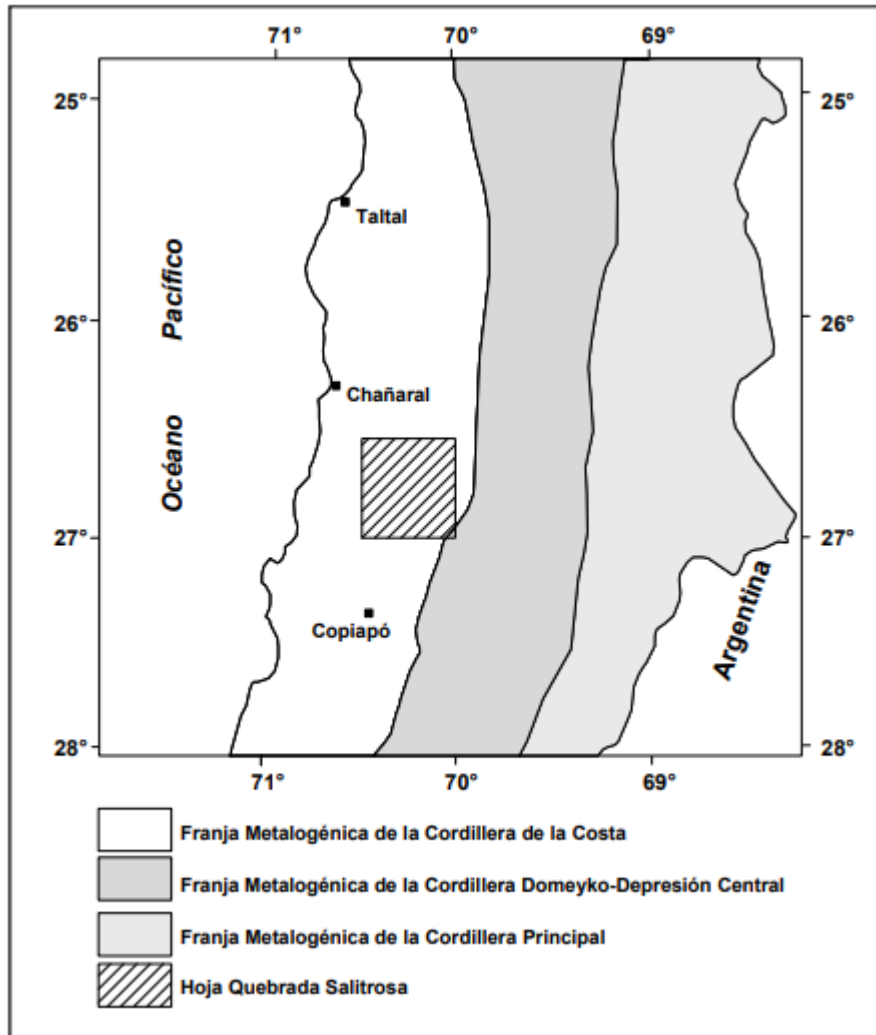 71° 70° 69°
25° 25°
Taltal
Pacífico
26° 26°
Chañaral
Océano
27° 27°
Argentina
Copiapó
28° 28°
71° 70° 69°
Franja Metalogénica de la Cordillera de la Costa
Franja Metalogénica de la Cordillera Domeyko-Depresión Central
Franja Metalogénica de la Cordillera Principal
Hoja Quebrada Salitrosa